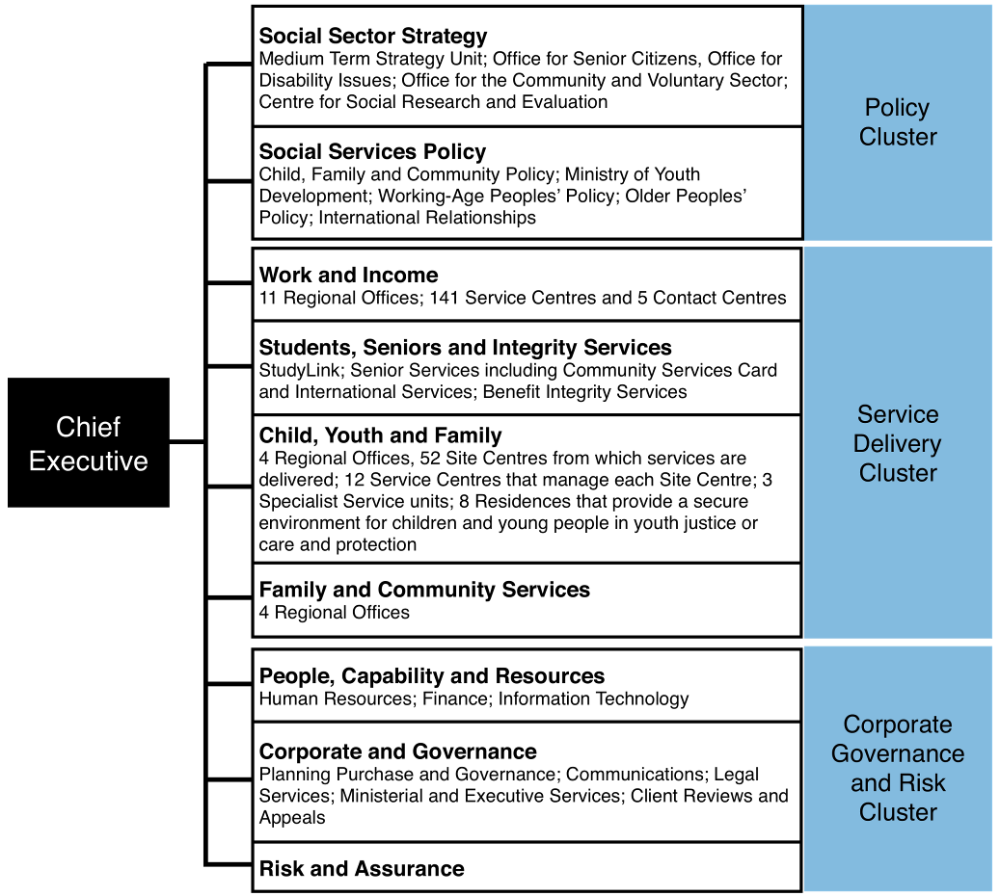 Social Sector Strategy
Medium Term Strategy Unit; Office for Senior Citizens, Office for
Disability Issues; Office for the Community and Voluntary Sector;
Centre for Social Research and Evaluation
Policy
Cluster
Social Services Policy
Child, Family and Community Policy; Ministry of Youth
Development; Working-Age Peoples’ Policy; Older Peoples’
Policy; International Relationships
Work and Income
11 Regional Offices; 141 Service Centres and 5 Contact Centres
Students, Seniors and Integrity Services
StudyLink; Senior Services including Community Services Card
and International Services; Benefit Integrity Services
Chief
Executive
Child, Youth and Family
4 Regional Offices, 52 Site Centres from which services are
delivered; 12 Service Centres that manage each Site Centre; 3
Specialist Service units; 8 Residences that provide a secure
environment for children and young people in youth justice or
care and protection
Service
Delivery
Cluster
Family and Community Services
4 Regional Offices
People, Capability and Resources
Human Resources; Finance; Information Technology
Corporate and Governance
Planning Purchase and Governance; Communications; Legal
Services; Ministerial and Executive Services; Client Reviews and
Appeals
Corporate
Governance
and Risk
Cluster
Risk and Assurance